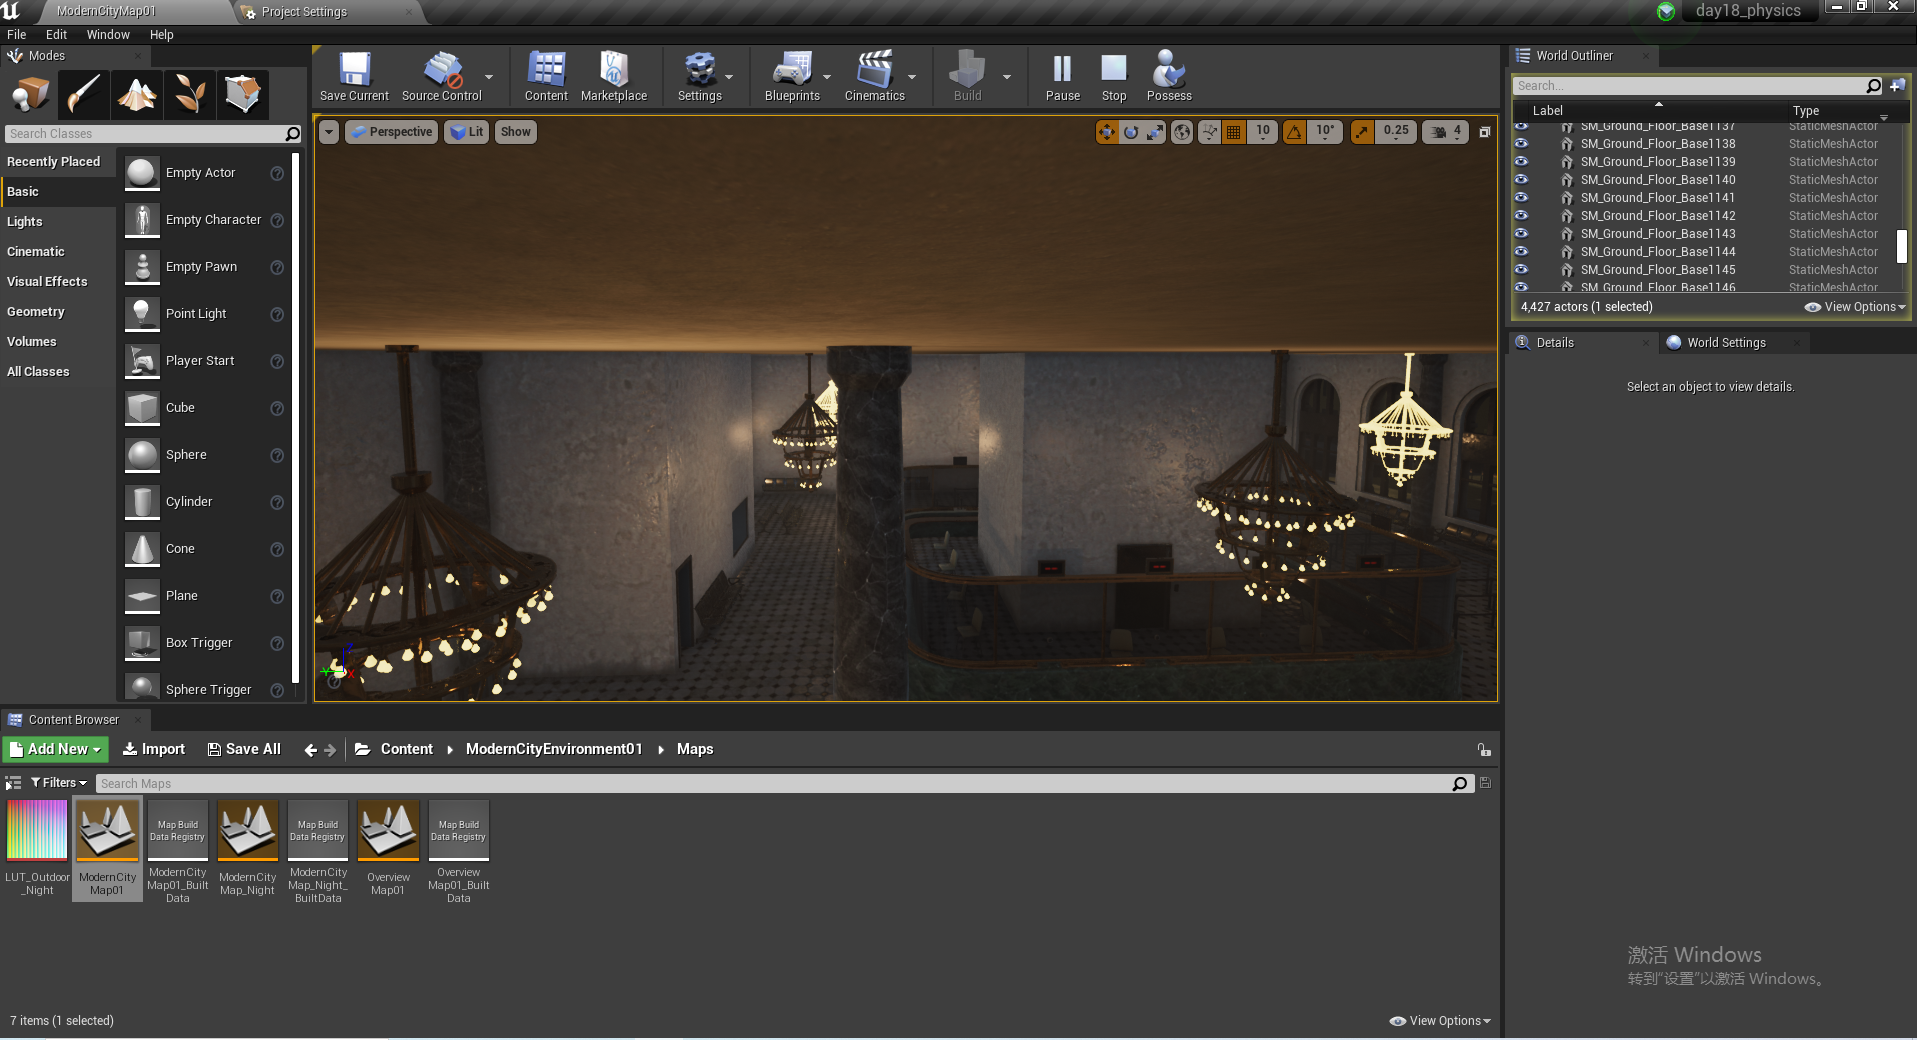 ModernCityMap01
Project Settings
day18_physics
File Edit Window Help
Modes
Search Classes
Recently Placed
Basic
Lights
Cinematic
Visual Effects
Geometry
Volumes
All Classes
Empty Actor
Empty Character
Empty Pawn
Point Light
Player Start
Cube
Sphere
Cylinder
Cone
Plane
Box Trigger
Sphere Trigger
Save Current
Source Control
Content
Marketplace
Settings
Blueprints
Cinematics
Build
Pause
Stop
Possess
Perspective
Lit
Show
10
10°
0.25
4
World Outliner
Search...
Label
Type
SM_Ground_Floor_Base1137 StaticMeshActor
SM_Ground_Floor_Base1138 StaticMeshActor
SM_Ground_Floor_Base1139 StaticMeshActor
SM_Ground_Floor_Base1140 StaticMeshActor
SM_Ground_Floor_Base1141 StaticMeshActor
SM_Ground_Floor_Base1142 StaticMeshActor
SM_Ground_Floor_Base1143 StaticMeshActor
SM_Ground_Floor_Base1144 StaticMeshActor
SM_Ground_Floor_Base1145 StaticMeshActor
SM_Ground_Floor_Base1146 StaticMeshActor
4,427 actors (1 selected)
View Options
Details
World Settings
Select an object to view details.
Content Browser
Add New
Import
Save All
Content
ModernCityEnvironment01
Maps
Filters
Search Maps
LUT_Outdoor
_Night
ModernCity
Map01
Map Build
Data Registry
ModernCity
Map01_Built
Data
ModernCity
Map_Night
Map Build
Data Registry
ModernCity
Map_Night_
BuiltData
Overview
Map01
Map Build
Data Registry
Overview
Map01_Built
Data
7 items (1 selected)
View Options
激活 Windows
转到“设置”以激活 Windows。